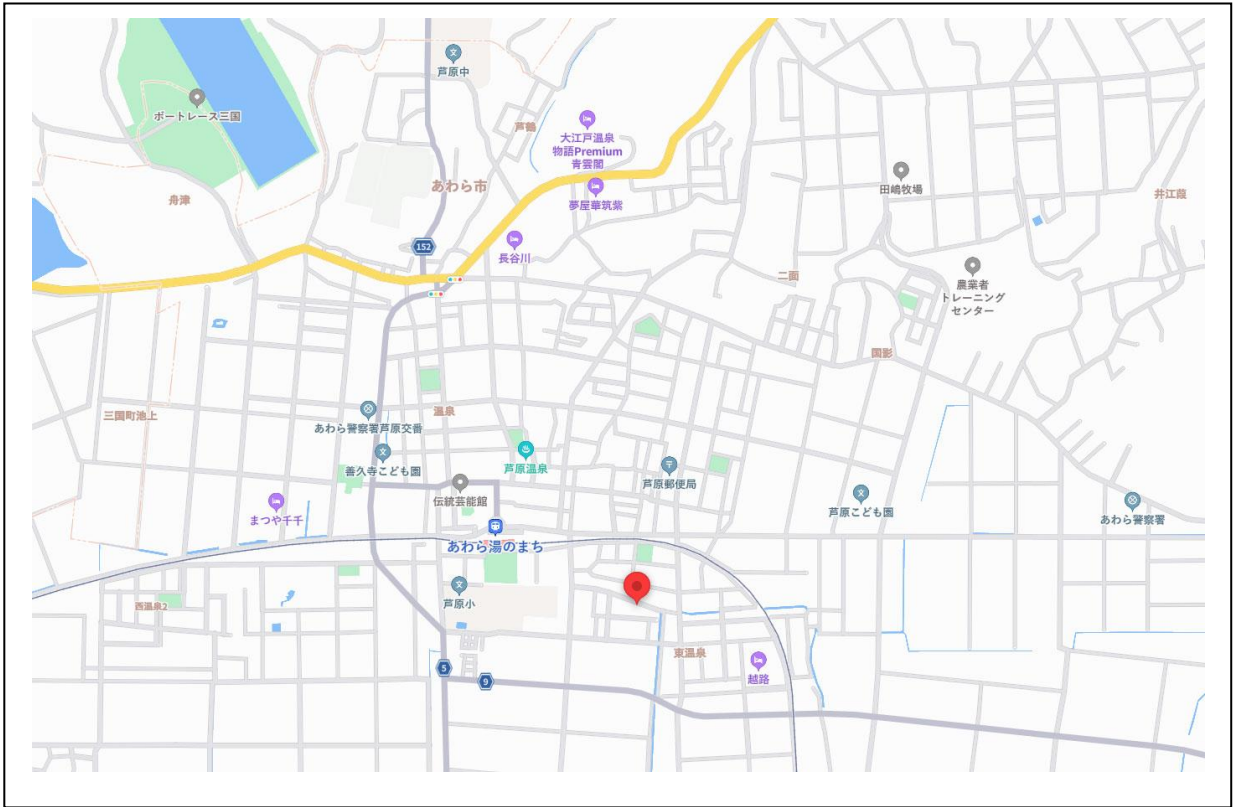 芦原中
ボートレース三国
芦鶴
大江戸温泉
物語Premium
青雲閣
田嶋牧場
あわら市
夢屋華筑紫
井江葭
舟津
152
長谷川
二面
農業者
トレーニング
センター
国影
三国町池上
温泉
あわら警察署芦原交番
善久寺こども園
芦原温泉
芦原郵便局
伝統芸能館
まつや千千
芦原こども園
あわら警察署
あわら湯のまち
芦原小
西温泉2
東温泉
5
9
越路